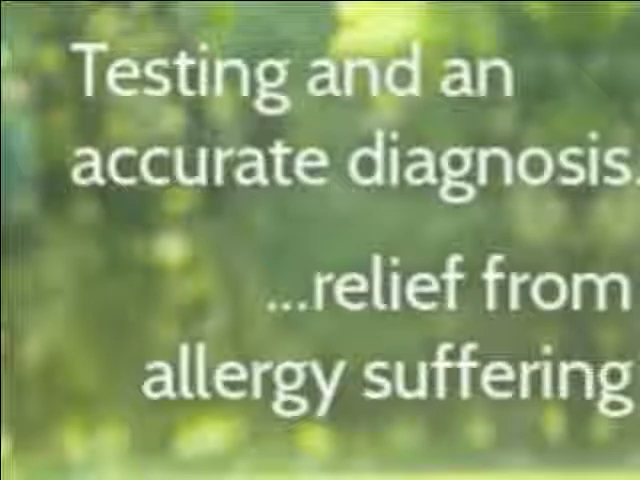 Testing and an
accurate diagnosis.
...relief from
allergy suffering